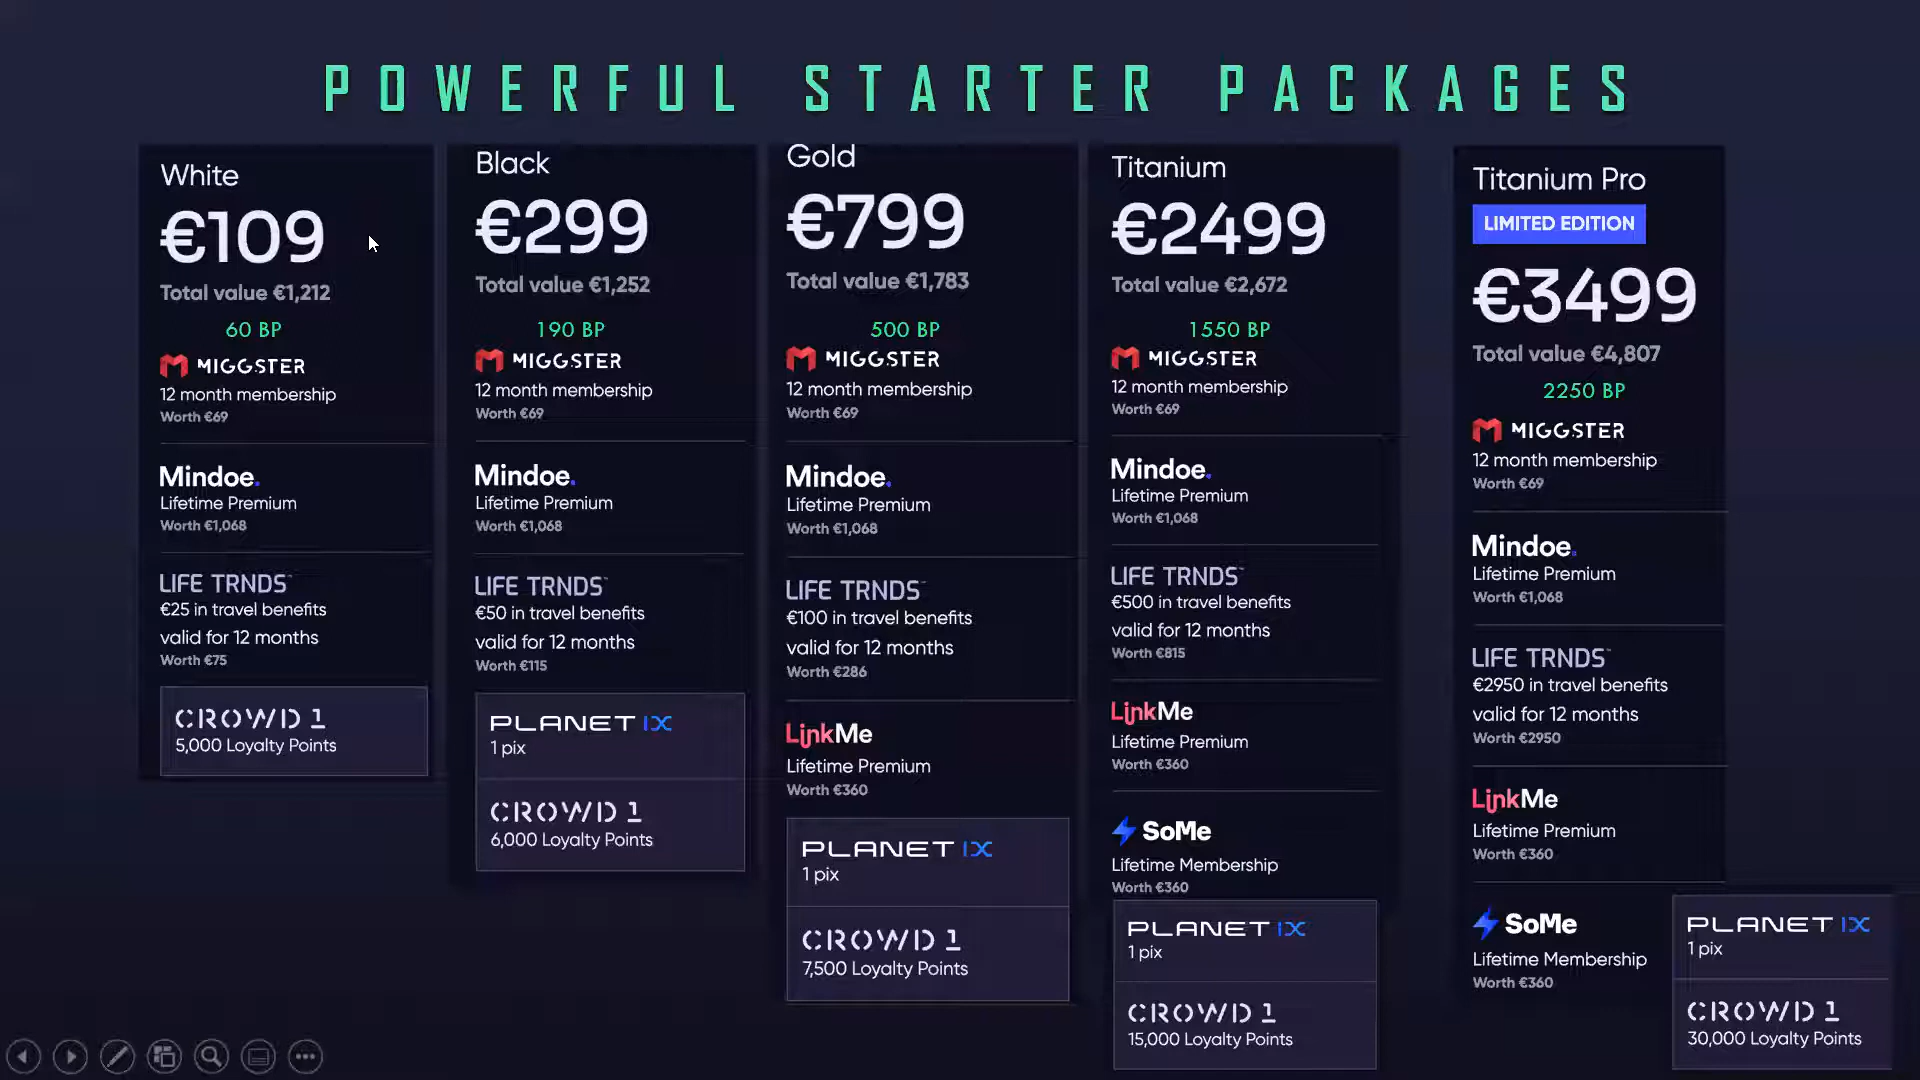 POWERFUL STARTER PACKAGES
White
€109
Total value €1,212
60 BP
MIGGSTER
12 month membership
Worth €69
Mindoe.
Lifetime Premium
Worth €1,068
LIFE TRNDS™
€25 in travel benefits
valid for 12 months
Worth €75
CROWD 1
5,000 Loyalty Points
Black
€299
Total value €1,252
190 BP
MIGGSTER
12 month membership
Worth €69
Mindoe.
Lifetime Premium
Worth €1,068
LIFE TRNDS™
€50 in travel benefits
valid for 12 months
Worth €115
PLANET IX
1 pix
CROWD 1
6,000 Loyalty Points
Gold
€799
Total value €1,783
500 BP
MIGGSTER
12 month membership
Worth €69
Mindoe.
Lifetime Premium
Worth €1,068
LIFE TRNDS™
€100 in travel benefits
valid for 12 months
Worth €286
LinkMe
Lifetime Premium
Worth €360
PLANET IX
1 pix
CROWD 1
7,500 Loyalty Points
Titanium
€2499
Total value €2,672
1550 BP
MIGGSTER
12 month membership
Worth €69
Mindoe.
Lifetime Premium
Worth €1,068
LIFE TRNDS™
€500 in travel benefits
valid for 12 months
Worth €815
LinkMe
Lifetime Premium
Worth €360
SoMe
Lifetime Membership
Worth €360
PLANET IX
1 pix
CROWD 1
15,000 Loyalty Points
Titanium Pro
LIMITED EDITION
€3499
Total value €4,807
2250 BP
MIGGSTER
12 month membership
Worth €69
Mindoe.
Lifetime Premium
Worth €1,068
LIFE TRNDS™
€2950 in travel benefits
valid for 12 months
Worth €2950
LinkMe
Lifetime Premium
Worth €360
SoMe
Lifetime Membership
Worth €360
PLANET IX
1 pix
CROWD 1
30,000 Loyalty Points